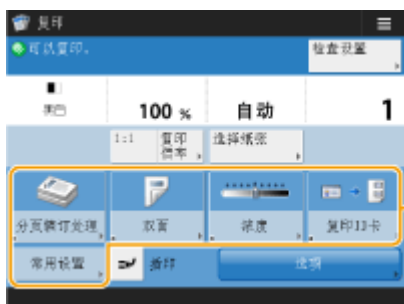 复印
可以复印。
检查设置
黑白
100 %
自动
1
1:1
复印倍率
选择纸张
分页装订处理
双面
浓度
复印ID卡
常用设置
插印
选项